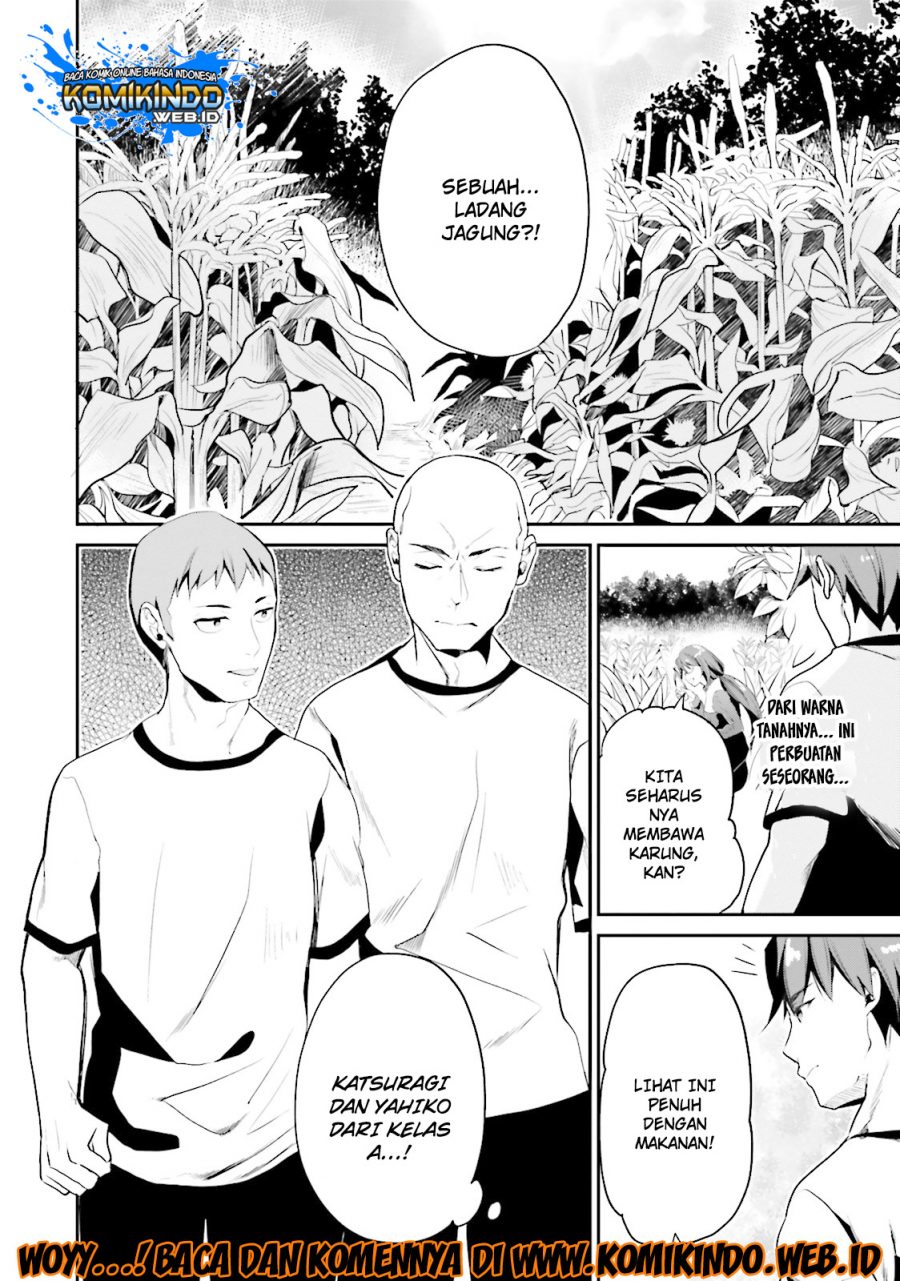 BACA KOMIK ONLINE BAHASA INDONESIA
KOMIKINDO
WEB.ID
SEBUAH...
LADANG
JAGUNG?!
DARI WARNA
TANAHNYA... INI
PERBUATAN
SESEORANG...
KITA
SEHARUS
NYA
MEMBAWA
KARUNG,
KAN?
LIHAT INI
PENUH
DENGAN
MAKANAN!
KATSURAGI
DAN YAHIKO
DARI KELAS
A...!
WOYY....! BACA DAN KOMENNYA DI WWW.KOMIKINDO.WEB.ID